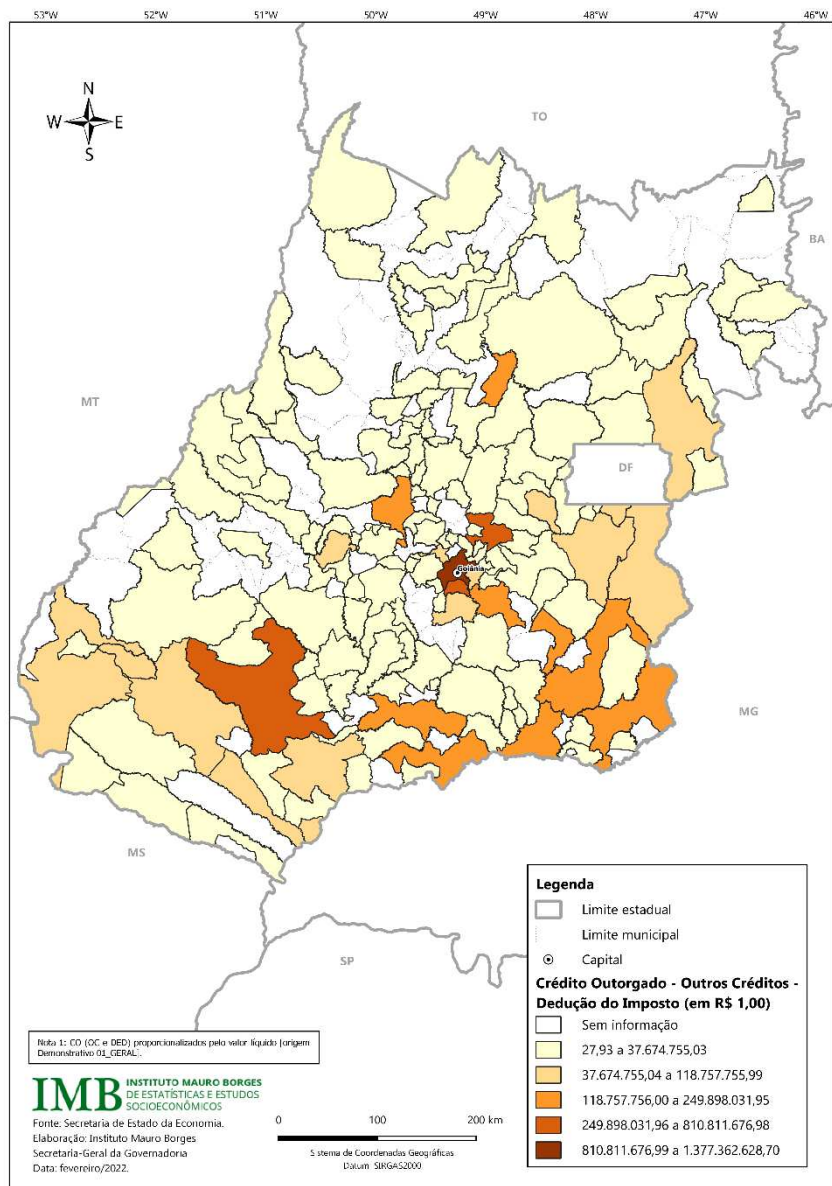 53°W 52°W 51°W 50°W 49°W 48°W 47°W 46°W
N
W E
S
TO
BA
MT
DF
Goiânia
MG
MS
SP
Legenda
Limite estadual
Limite municipal
Capital
Crédito Outorgado - Outros Créditos -
Dedução do Imposto (em R$ 1,00)
Sem informação
27,93 a 37.674.755,03
37.674.755,04 a 118.757.755,99
118.757.756,00 a 249.898.031,95
249.898.031,96 a 810.811.676,98
810.811.676,99 a 1.377.362.628,70
Nota 1: CO (OC e DED) proporcionalizados pelo valor líquido [origem
Demonstrativo 01_GERAL].
IMB INSTITUTO MAURO BORGES
DE ESTATÍSTICAS E ESTUDOS
SOCIOECONÔMICOS
Fonte: Secretaria de Estado da Economia.
Elaboração: Instituto Mauro Borges
Secretaria-Geral da Governadoria
Data: fevereiro/2022.
0 100 200 km
Sistema de Coordenadas Geográficas
Datum SIRGAS2000